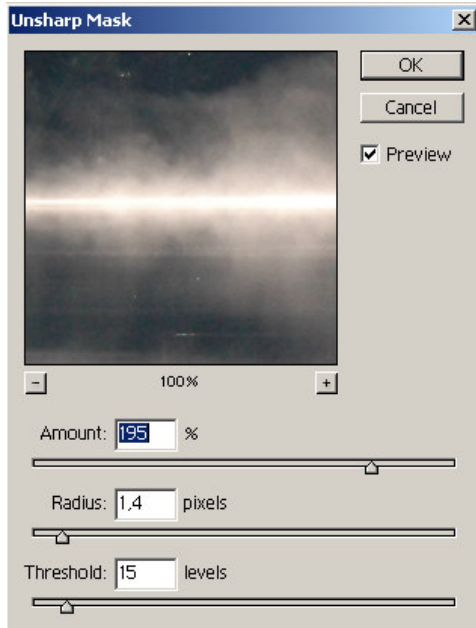 Unsharp Mask
OK
Cancel
Preview
- 100% +
Amount: 195 %
Radius: 1,4 pixels
Threshold: 15 levels